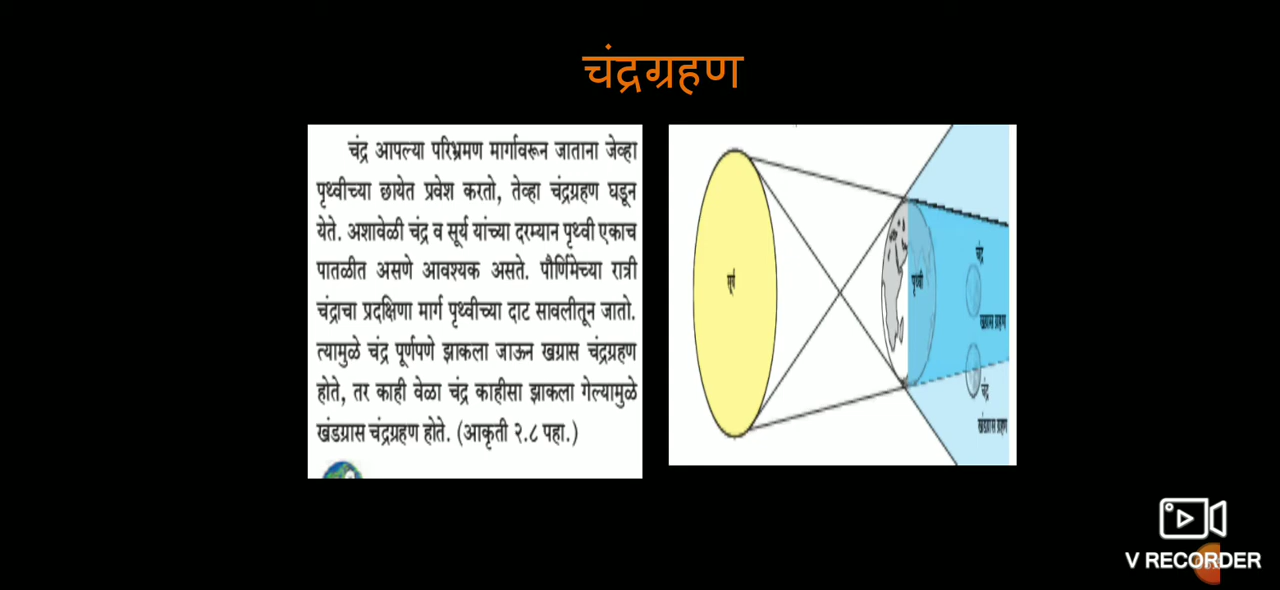 चंद्रग्रहण
चंद्र आपल्या परिभ्रमण मार्गावरून जाताना जेव्हा
पृथ्वीच्या छायेत प्रवेश करतो, तेव्हा चंद्रग्रहण घडून
येते. अशावेळी चंद्र व सूर्य यांच्या दरम्यान पृथ्वी एकाच
पातळीत असणे आवश्यक असते. पौर्णिमेच्या रात्री
चंद्राचा प्रदक्षिणा मार्ग पृथ्वीच्या दाट सावलीतून जातो.
त्यामुळे चंद्र पूर्णपणे झाकला जाऊन खग्रास चंद्रग्रहण
होते, तर काही वेळा चंद्र काहीसा झाकला गेल्यामुळे
खंडग्रास चंद्रग्रहण होते. (आकृती २.८ पहा.)
सूर्य
पृथ्वी
चंद्र
खग्रास ग्रहण
चंद्र
खंडग्रास ग्रहण
V RECORDER